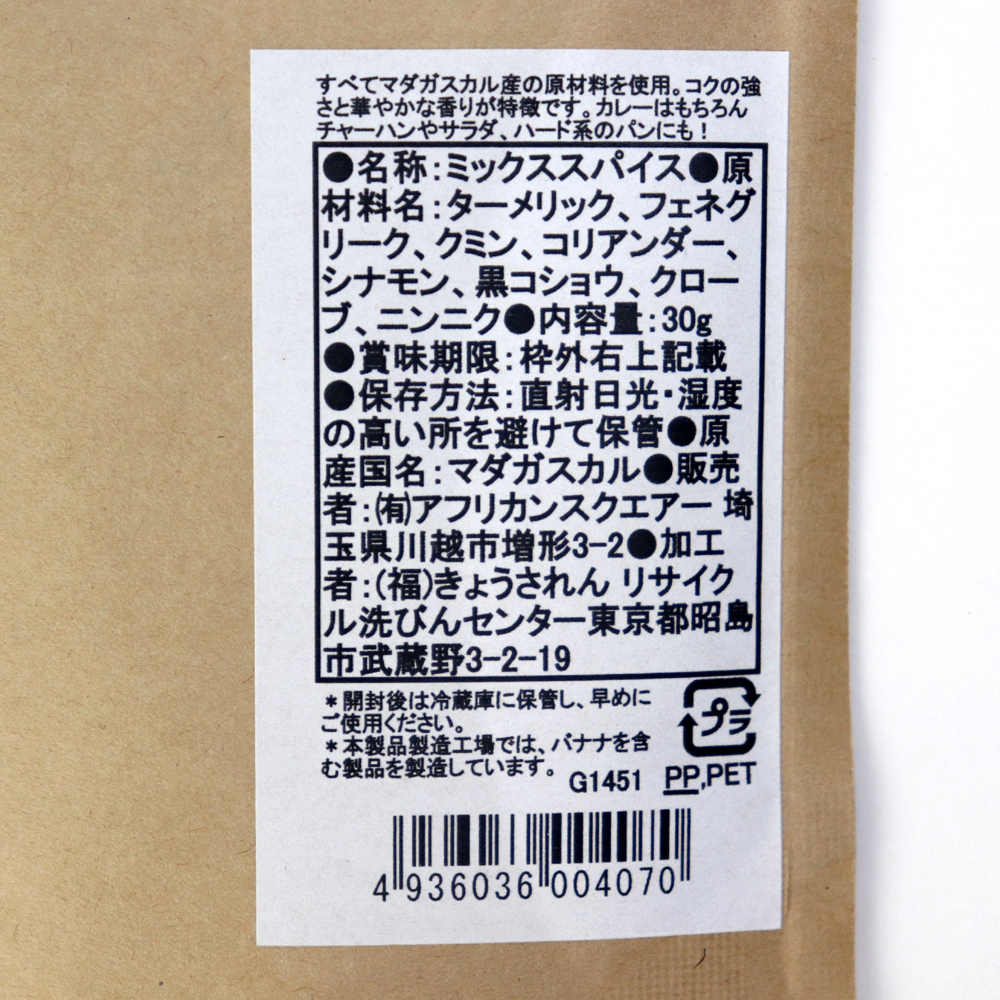 すべてマダガスカル産の原材料を使用。コクの強
さと華やかな香りが特徴です。カレーはもちろん
チャーハンやサラダ、ハード系のパンにも!
●名称:ミックススパイス●原
材料名:ターメリック、フェネグ
リーク、クミン、コリアンダー、
シナモン、黒コショウ、クロー
ブ、ニンニク●内容量:30g
●賞味期限:枠外右上記載
●保存方法:直射日光・湿度
の高い所を避けて保管●原
産国名:マダガスカル●販売
者:㈲アフリカンスクエアー 埼
玉県川越市増形3-2●加工
者:(福)きょうされん リサイク
ル洗びんセンター東京都昭島
市武蔵野3-2-19
*開封後は冷蔵庫に保管し、早めに
ご使用ください。
*本製品製造工場では、バナナを含
む製品を製造しています。
プラ
G1451 PP,PET
4 936036 004070